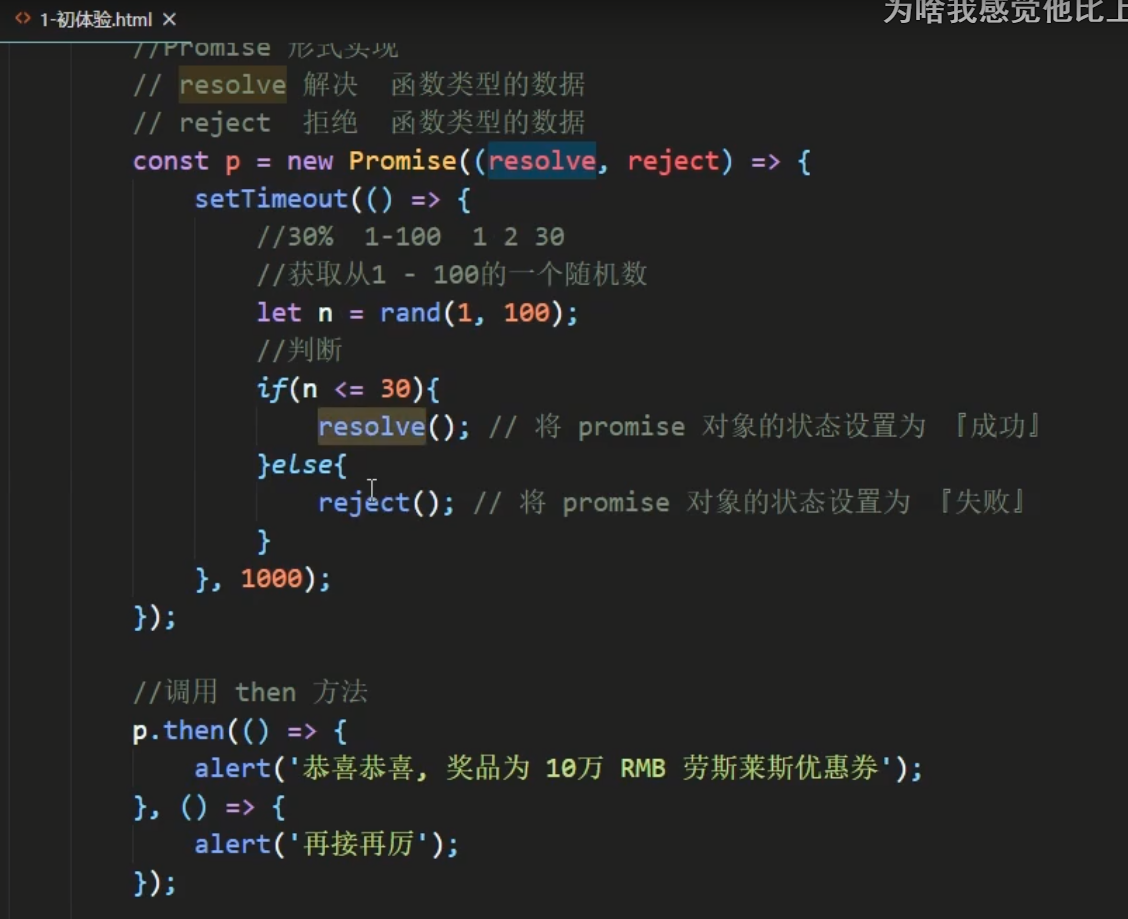 <> 1-初体验.html ×
为啥我感觉他比上
//Promise 形式实现
// resolve 解决  函数类型的数据
// reject  拒绝  函数类型的数据
const p = new Promise((resolve, reject) => {
setTimeout(() => {
//30%  1-100  1 2 30
//获取从1 - 100的一个随机数
let n = rand(1, 100);
//判断
if(n <= 30){
resolve(); // 将 promise 对象的状态设置为 『成功』
}else{
reject(); // 将 promise 对象的状态设置为 『失败』
}
}, 1000);
});
//调用 then 方法
p.then(() => {
alert('恭喜恭喜, 奖品为 10万 RMB 劳斯莱斯优惠券');
}, () => {
alert('再接再厉');
});